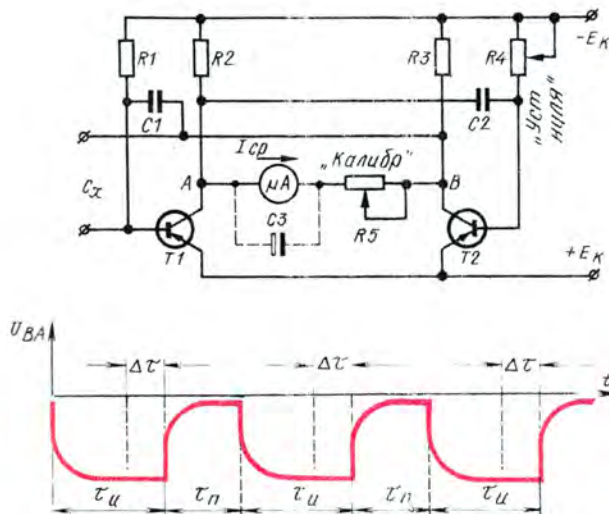 R1 R2 R3 R4 -Eк
C1 C2
„Уст нуля"
Iср „Калибр"
Cx A μA B
C3 R5
T1 T2
+Eк
U BA
Δτ Δτ Δτ t
τи τп τи τп τи